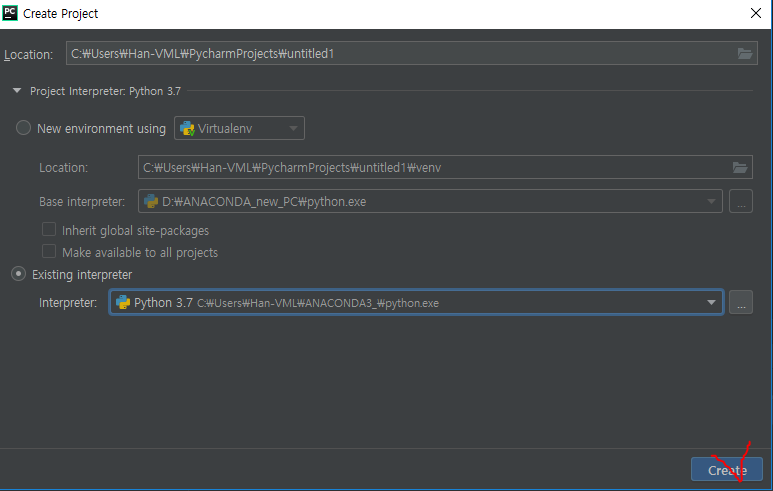 PC Create Project
Location: C:₩Users₩Han-VML₩PycharmProjects₩untitled1
Project Interpreter: Python 3.7
New environment using Virtualenv
Location: C:₩Users₩Han-VML₩PycharmProjects₩untitled1₩venv
Base interpreter: D:₩ANACONDA_new_PC₩python.exe ...
Inherit global site-packages
Make available to all projects
Existing interpreter
Interpreter: Python 3.7 C:₩Users₩Han-VML₩ANACONDA3_₩python.exe ...
Create